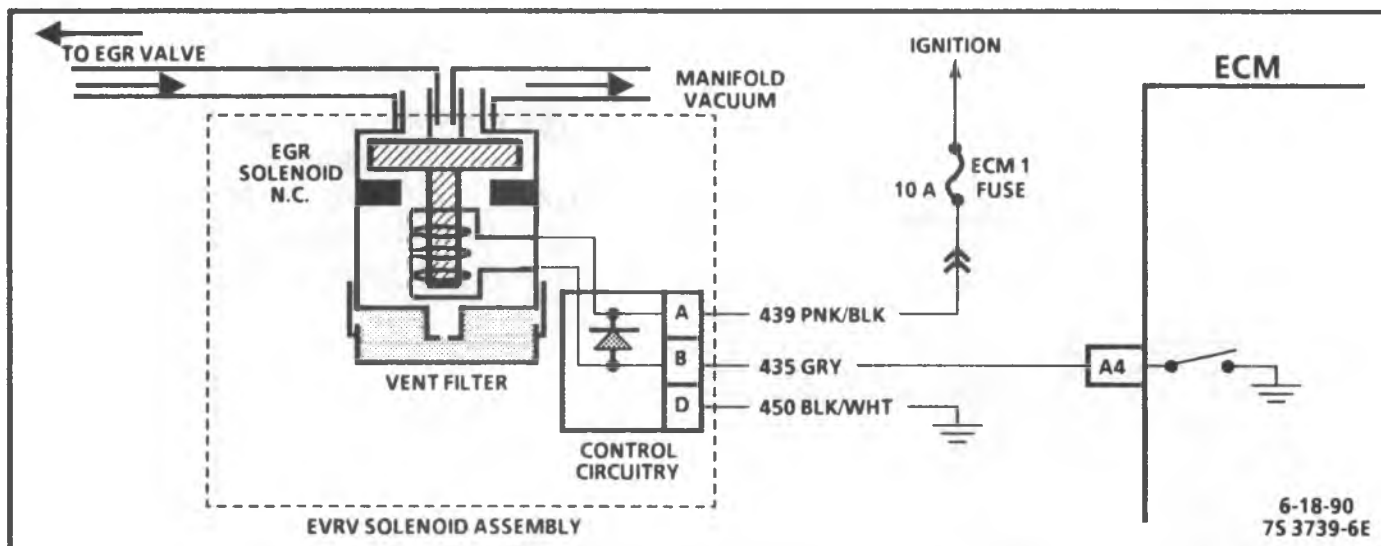 TO EGR VALVE
IGNITION
ECM
MANIFOLD
VACUUM
EGR
SOLENOID
N.C.
10 A
ECM 1
FUSE
A
439 PNK/BLK
B
435 GRY
A4
D
450 BLK/WHT
VENT FILTER
CONTROL
CIRCUITRY
EVRV SOLENOID ASSEMBLY
6-18-90
7S 3739-6E